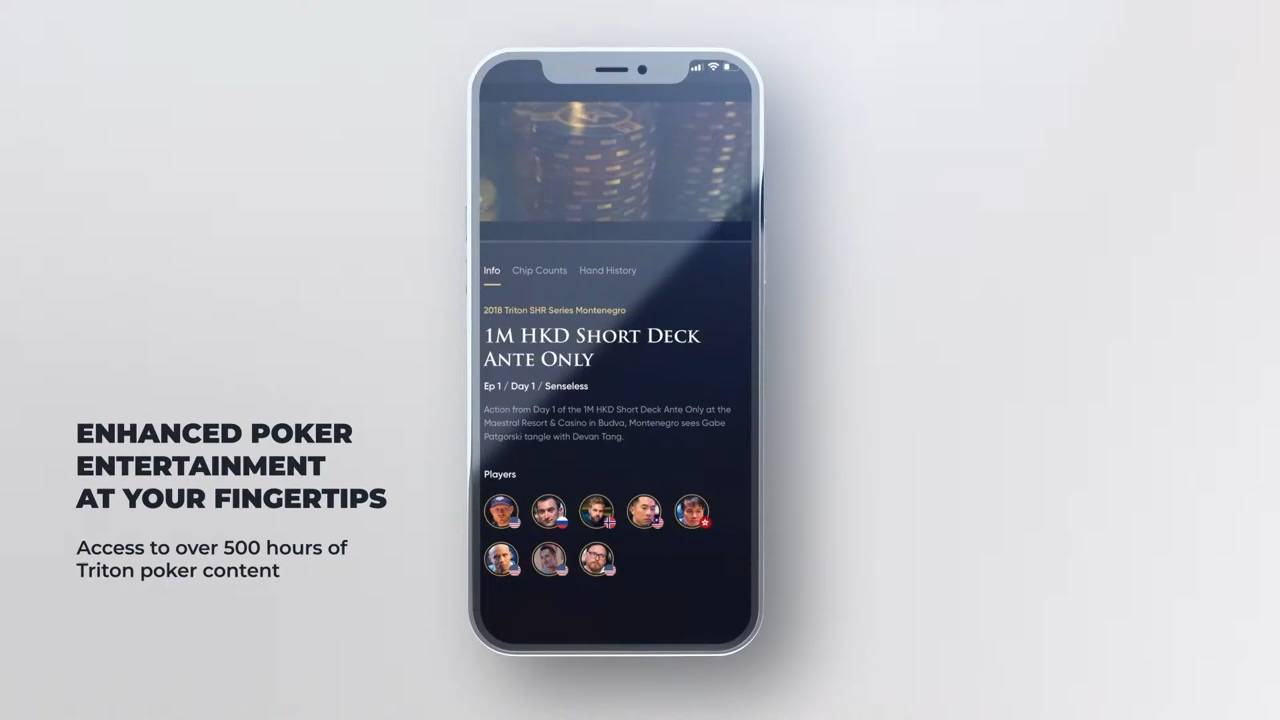 ENHANCED POKER
ENTERTAINMENT
AT YOUR FINGERTIPS
Access to over 500 hours of
Triton poker content
Info Chip Counts Hand History
2018 Triton SHR Series Montenegro
1M HKD Short Deck
Ante Only
Ep 1 / Day 1 / Senseless
Action from Day 1 of the 1M HKD Short Deck Ante Only at the
Maestral Resort & Casino in Budva, Montenegro sees Gabe
Patgorski tangle with Devan Tang.
Players